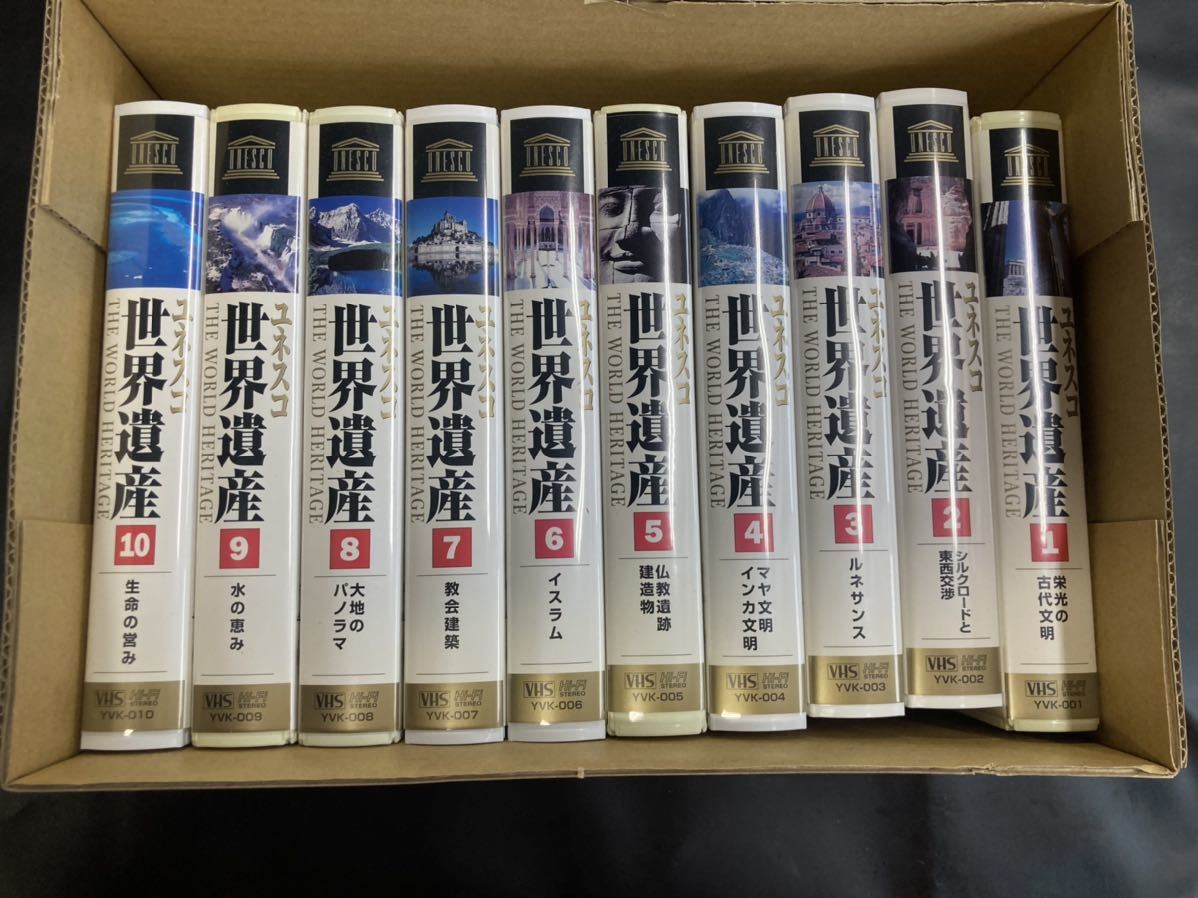 UNESCO
ユネスコ
世界遺産
THE WORLD HERITAGE
10
生命の営み
VHS Hi-Fi STEREO
YVK-010
UNESCO
ユネスコ
世界遺産
THE WORLD HERITAGE
9
水の恵み
VHS Hi-Fi STEREO
YVK-009
UNESCO
ユネスコ
世界遺産
THE WORLD HERITAGE
8
大地の
パノラマ
VHS Hi-Fi STEREO
YVK-008
UNESCO
ユネスコ
世界遺産
THE WORLD HERITAGE
7
教会建築
VHS Hi-Fi STEREO
YVK-007
UNESCO
ユネスコ
世界遺産
THE WORLD HERITAGE
6
イスラム
VHS Hi-Fi STEREO
YVK-006
UNESCO
ユネスコ
世界遺産
THE WORLD HERITAGE
5
仏教遺跡
建造物
VHS Hi-Fi STEREO
YVK-005
UNESCO
ユネスコ
世界遺産
THE WORLD HERITAGE
4
マヤ文明
インカ文明
VHS Hi-Fi STEREO
YVK-004
UNESCO
ユネスコ
世界遺産
THE WORLD HERITAGE
3
ルネサンス
VHS Hi-Fi STEREO
YVK-003
UNESCO
ユネスコ
世界遺産
THE WORLD HERITAGE
2
シルクロードと
東西交渉
VHS Hi-Fi STEREO
YVK-002
UNESCO
ユネスコ
世界遺産
THE WORLD HERITAGE
1
栄光の
古代文明
VHS Hi-Fi STEREO
YVK-001